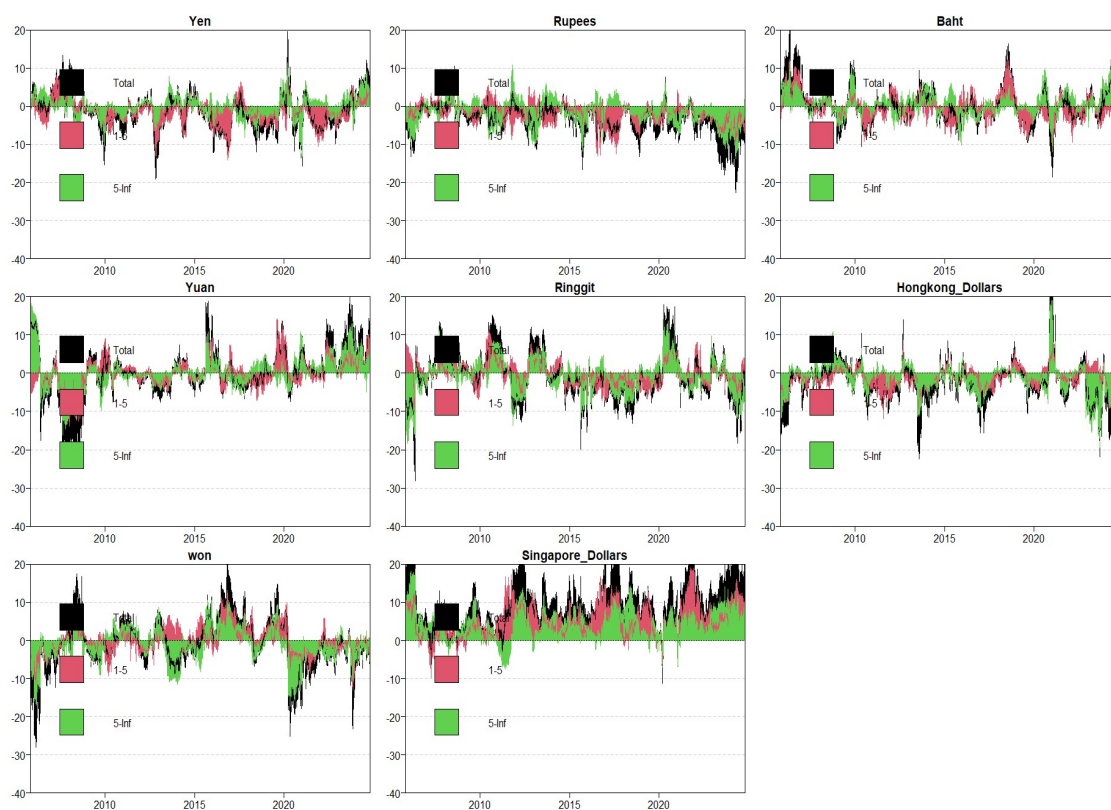 Yen
20
10
0
-10
-20
-30
-40
Total
1-5
5-Inf
2010 2015 2020
Rupees
20
10
0
-10
-20
-30
-40
Total
1-5
5-Inf
2010 2015 2020
Baht
20
10
0
-10
-20
-30
-40
Total
1-5
5-Inf
2010 2015 2020
Yuan
20
10
0
-10
-20
-30
-40
Total
1-5
5-Inf
2010 2015 2020
Ringgit
20
10
0
-10
-20
-30
-40
Total
1-5
5-Inf
2010 2015 2020
Hongkong_Dollars
20
10
0
-10
-20
-30
-40
Total
1-5
5-Inf
2010 2015 2020
won
20
10
0
-10
-20
-30
-40
Total
1-5
5-Inf
2010 2015 2020
Singapore_Dollars
20
10
0
-10
-20
-30
-40
Total
1-5
5-Inf
2010 2015 2020